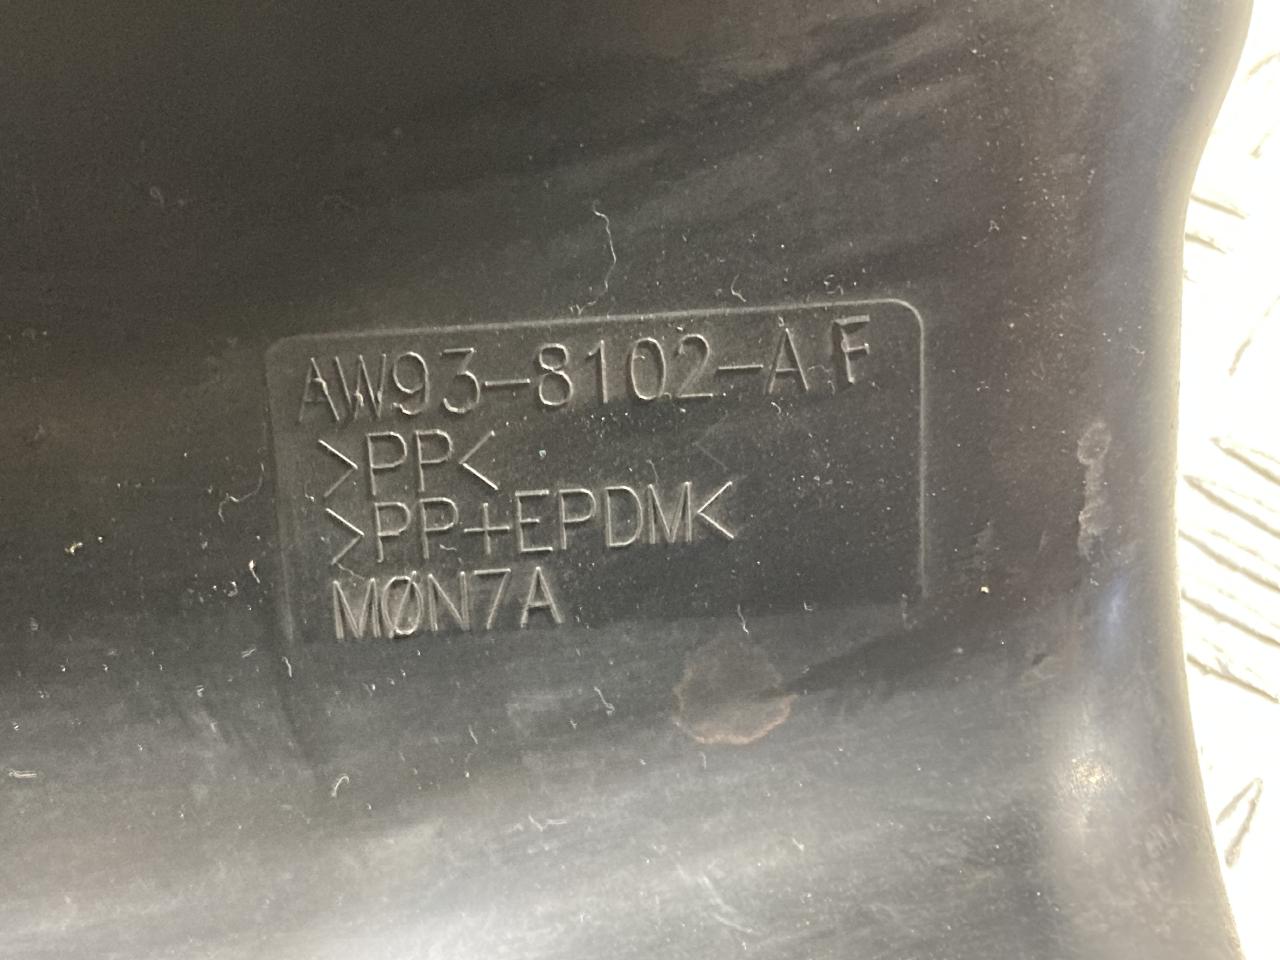 AW93-8102-AF
>PP<
>PP+EPDM<
MØN7A